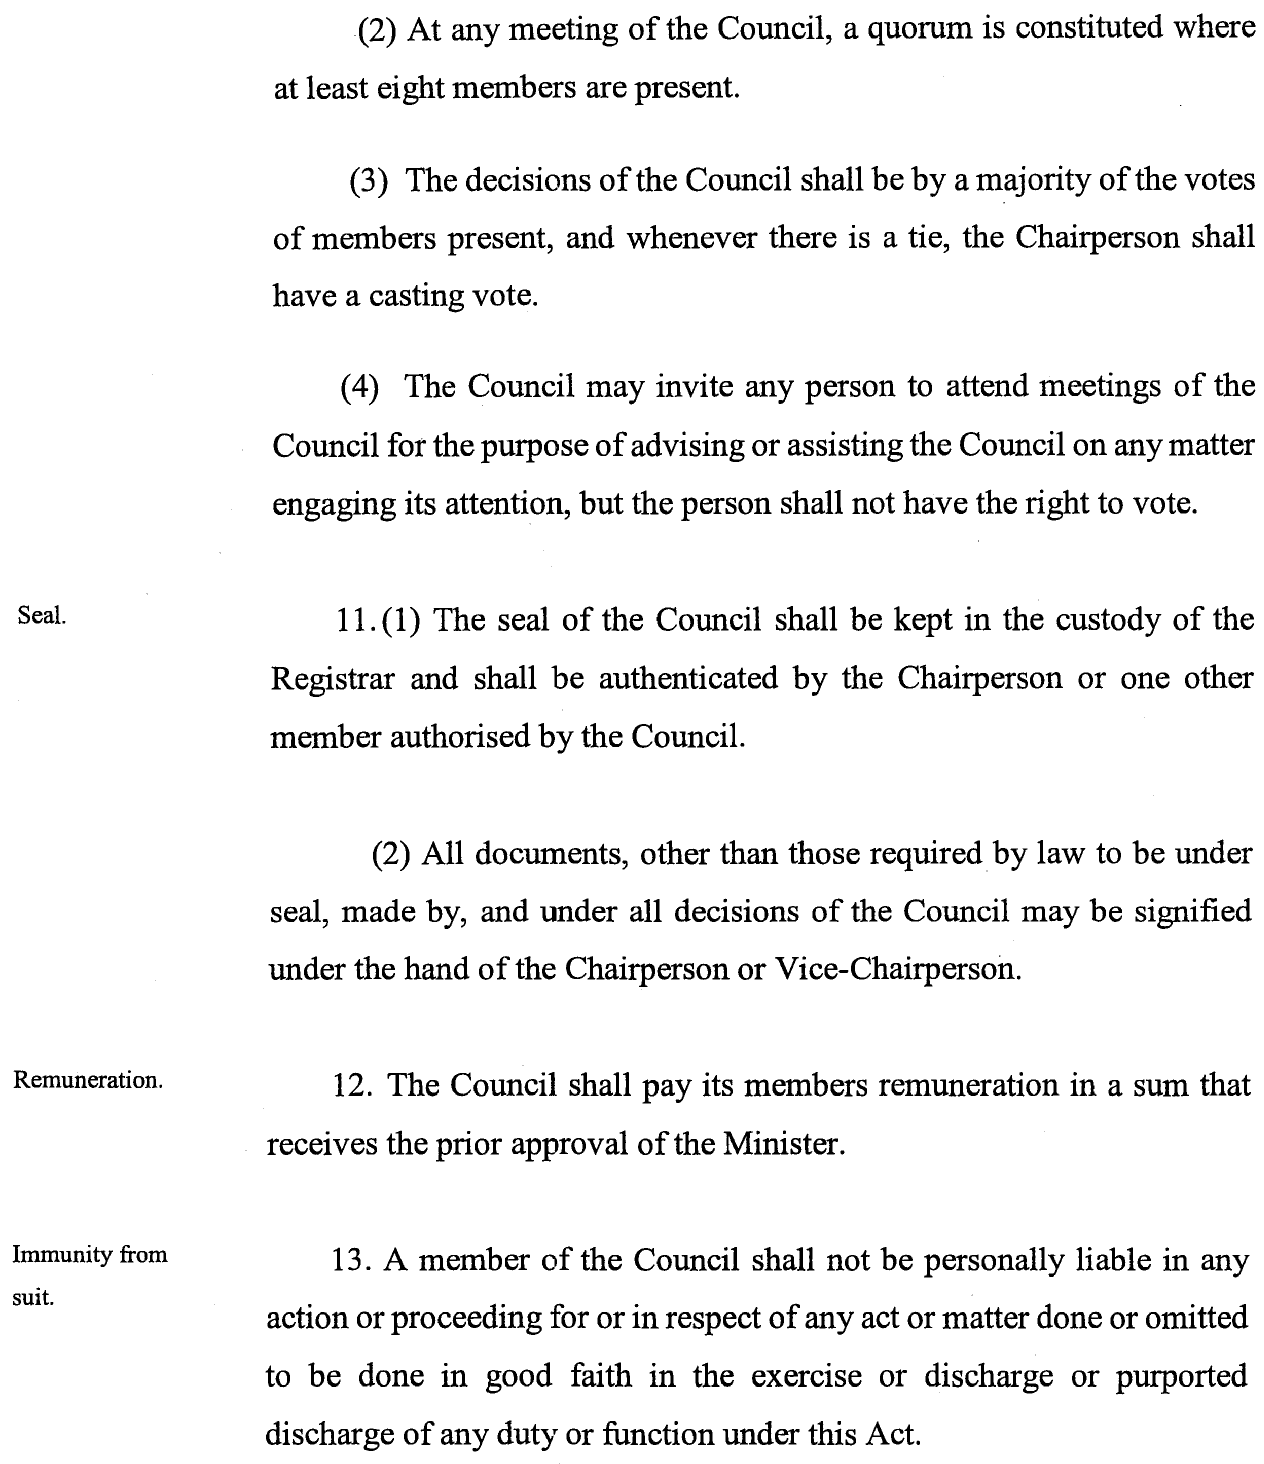 (2) At any meeting of the Council, a quorum is constituted where
at least eight members are present.
(3) The decisions of the Council shall be by a majority of the votes
of members present, and whenever there is a tie, the Chairperson shall
have a casting vote.
(4) The Council may invite any person to attend meetings of the
Council for the purpose of advising or assisting the Council on any matter
engaging its attention, but the person shall not have the right to vote.
Seal.
11.(1) The seal of the Council shall be kept in the custody of the
Registrar and shall be authenticated by the Chairperson or one other
member authorised by the Council.
(2) All documents, other than those required by law to be under
seal, made by, and under all decisions of the Council may be signified
under the hand of the Chairperson or Vice-Chairperson.
Remuneration.
12. The Council shall pay its members remuneration in a sum that
receives the prior approval of the Minister.
Immunity from
suit.
13. A member of the Council shall not be personally liable in any
action or proceeding for or in respect of any act or matter done or omitted
to be done in good faith in the exercise or discharge or purported
discharge of any duty or function under this Act.